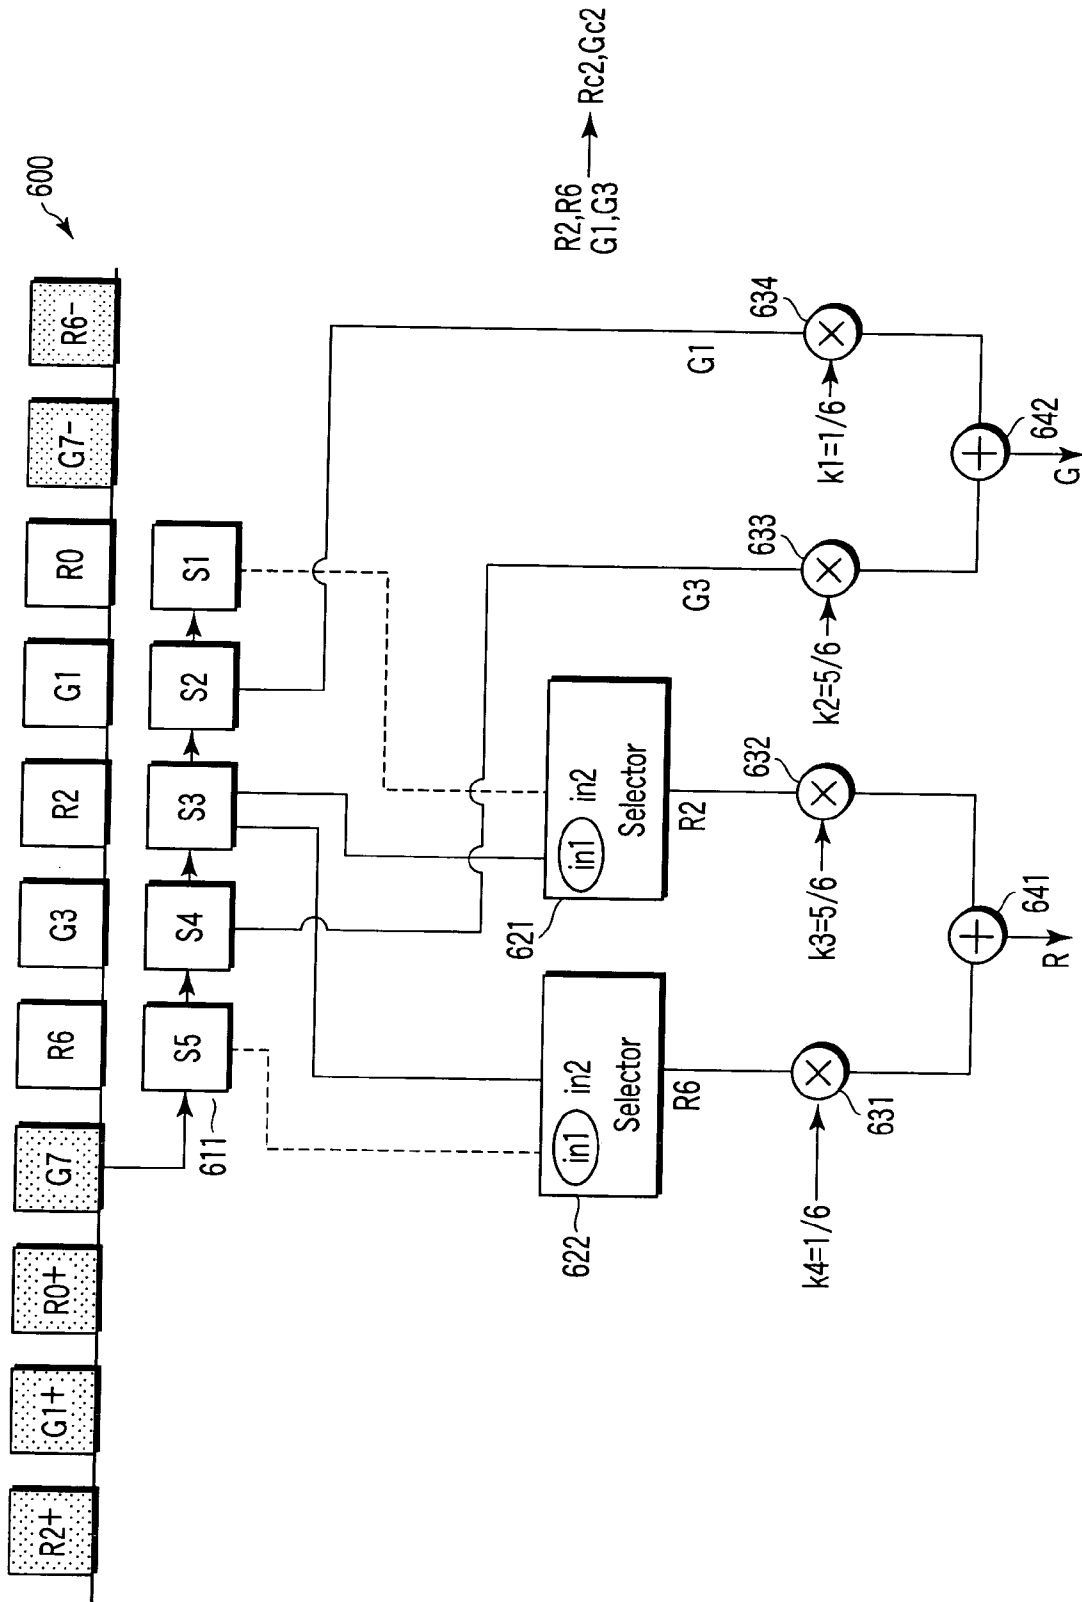 600
R2+ G1+ R0+ G7 R6 G3 R2 G1 R0 G7- R6-
S5 S4 S3 S2 S1
611
in1 in2
Selector
622
in1 in2
Selector
621
R6
R2
G3
G1
R2,R6
G1,G3
Rc2,Gc2
k4=1/6
×
631
k3=5/6
×
632
k2=5/6
×
633
k1=1/6
×
634
+
641
R
+
642
G